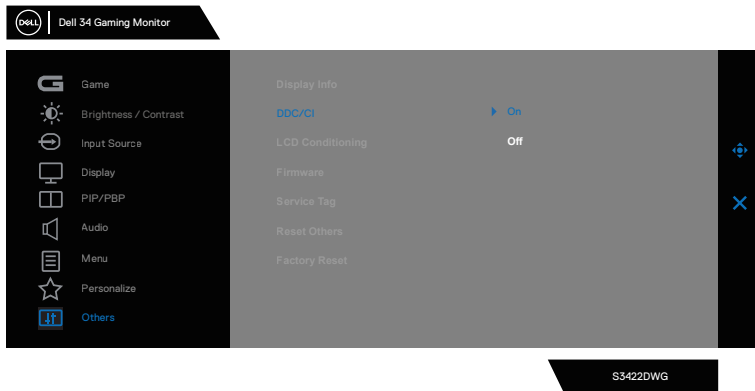 DELL
Dell 34 Gaming Monitor
Game
Brightness / Contrast
Input Source
Display
PIP/PBP
Audio
Menu
Personalize
Others
Display Info
DDC/CI
On
Off
LCD Conditioning
Firmware
Service Tag
Reset Others
Factory Reset
S3422DWG